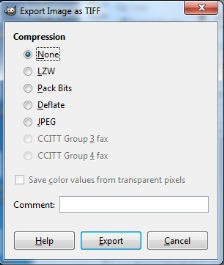 Export Image as TIFF
Compression
None
LZW
Pack Bits
Deflate
JPEG
CCITT Group 3 fax
CCITT Group 4 fax
Save color values from transparent pixels
Comment:
Help Export Cancel